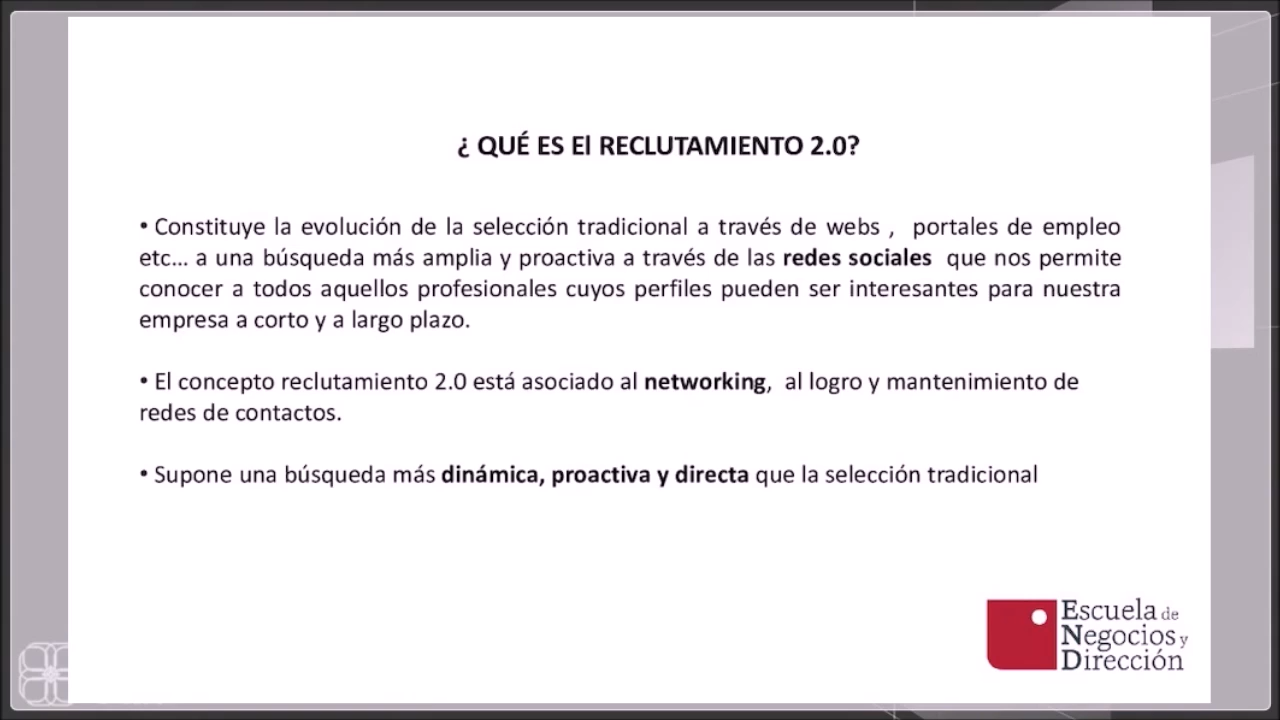 ¿ QUÉ ES El RECLUTAMIENTO 2.0?
• Constituye la evolución de la selección tradicional a través de webs , portales de empleo
etc... a una búsqueda más amplia y proactiva a través de las redes sociales que nos permite
conocer a todos aquellos profesionales cuyos perfiles pueden ser interesantes para nuestra
empresa a corto y a largo plazo.
• El concepto reclutamiento 2.0 está asociado al networking, al logro y mantenimiento de
redes de contactos.
• Supone una búsqueda más dinámica, proactiva y directa que la selección tradicional
Escuela de
Negocios y
Dirección